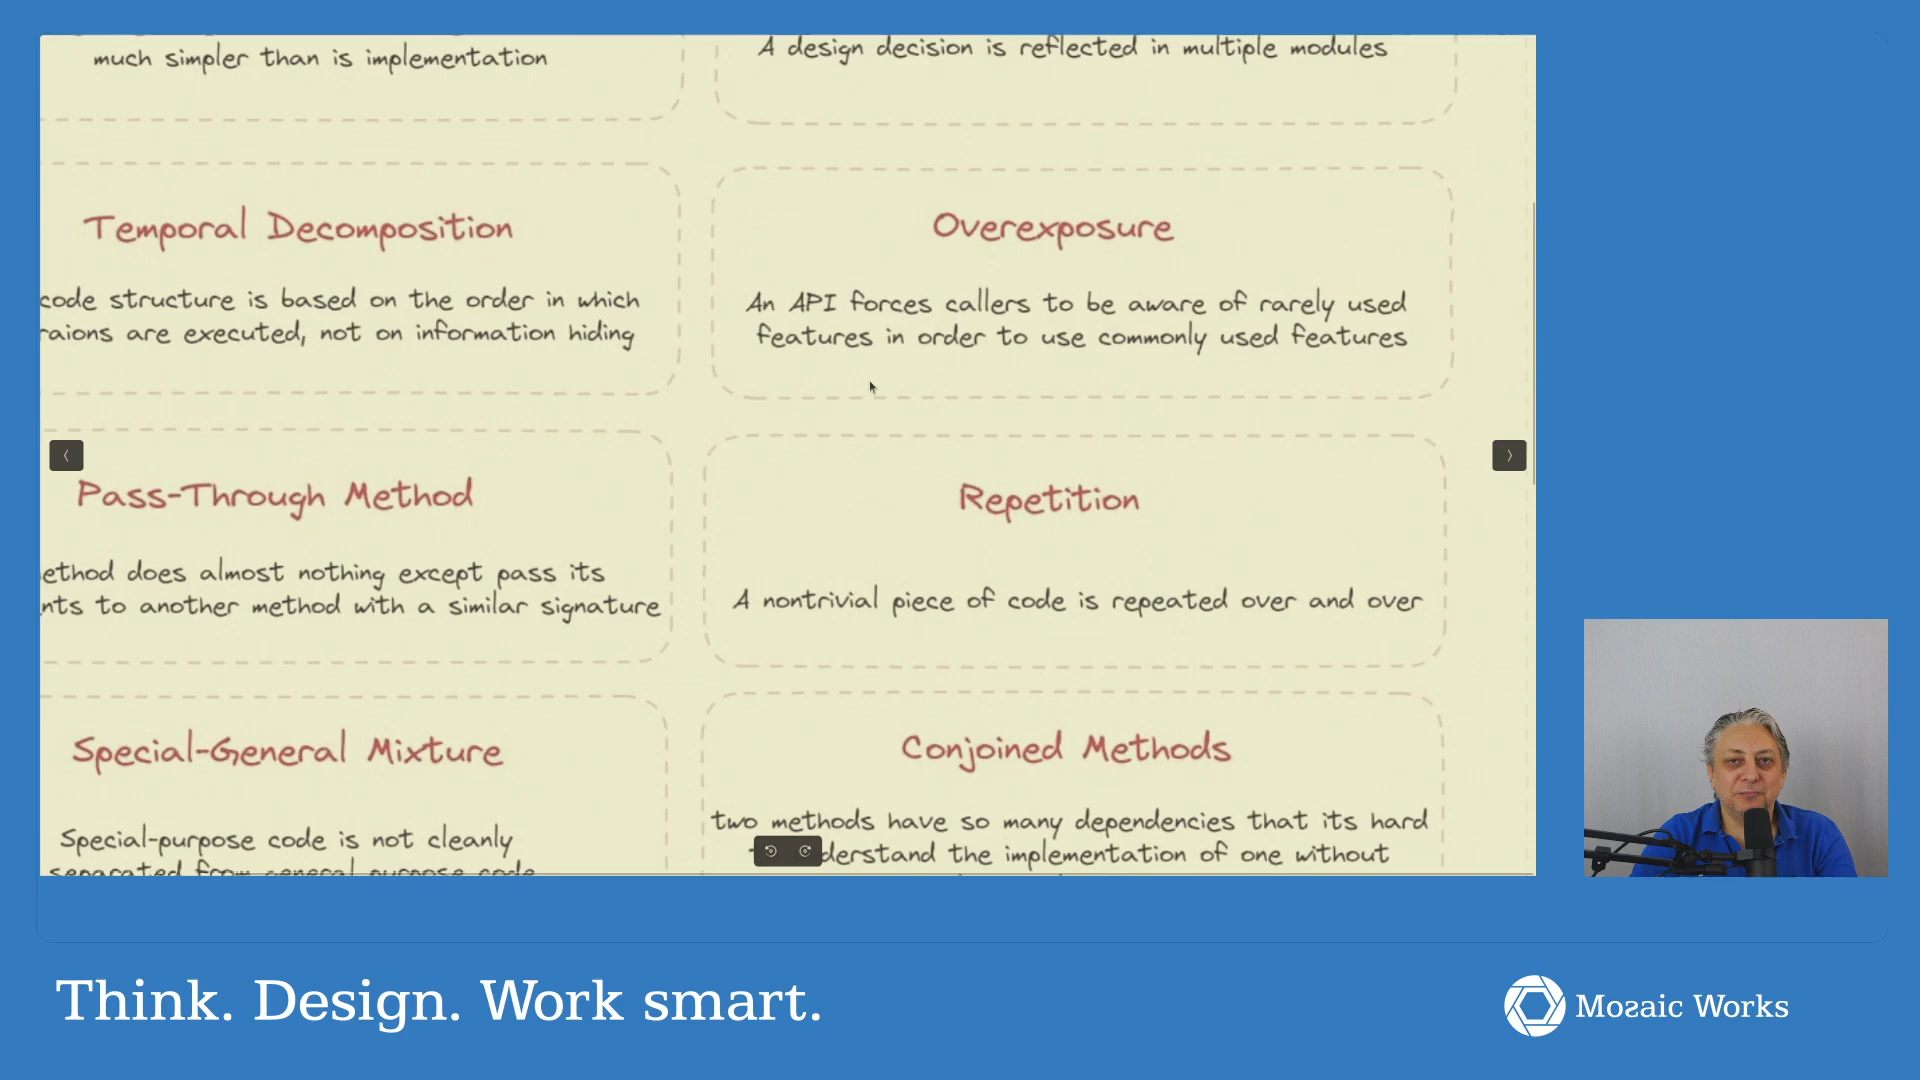 much simpler than is implementation
A design decision is reflected in multiple modules
Temporal Decomposition
code structure is based on the order in which
are executed, not on information hiding
Overexposure
An API forces callers to be aware of rarely used
features in order to use commonly used features
Pass-Through Method
does almost nothing except pass its
to another method with a similar signature
Repetition
A nontrivial piece of code is repeated over and over
Special-General Mixture
Special-purpose code is not cleanly
separated from general purpose code
Conjoined Methods
two methods have so many dependencies that its hard
the implementation of one without
Think. Design. Work smart.
Mozaic Works